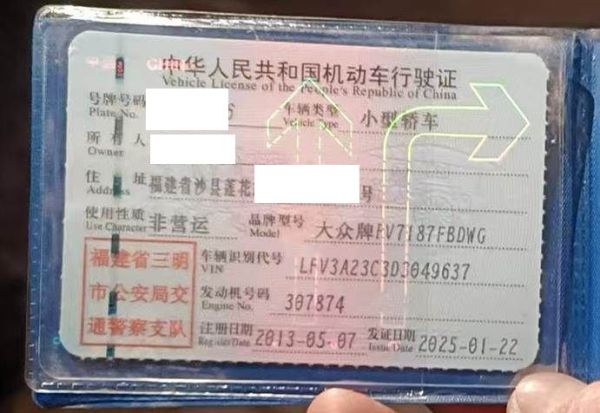 中华人民共和国机动车行驶证
Vehicle License of the People's Republic of China
号牌号码 6 车辆类型 小型轿车
Plate No. Vehicle Type
所有人
Owner
住址 福建省沙县莲花 号
Address
使用性质 非营运 品牌型号 大众牌FV7187FBDWG
Use Character Model
福建省三明
市公安局交
通警察支队
车辆识别代号 LFV3A23C3D3049637
VIN
发动机号码 307874
Engine No.
注册日期 2013-05-07 发证日期 2025-01-22
Register Date Issue Date